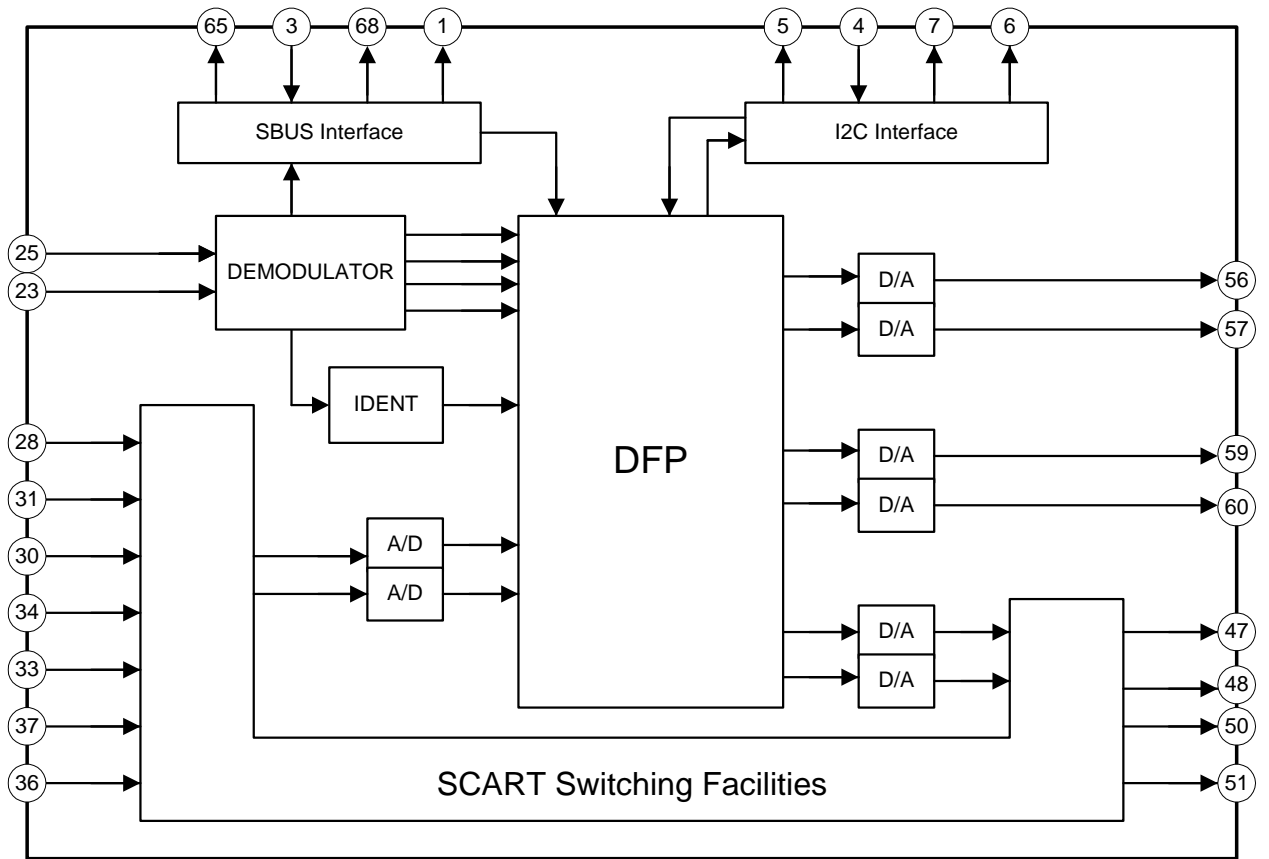 65 3 68 1 5 4 7 6
SBUS Interface
I2C Interface
25
23
DEMODULATOR
D/A
56
D/A
57
IDENT
28
DFP
D/A
59
31
D/A
60
30
A/D
34
A/D
D/A
47
33
D/A
48
37
50
36
SCART Switching Facilities
51